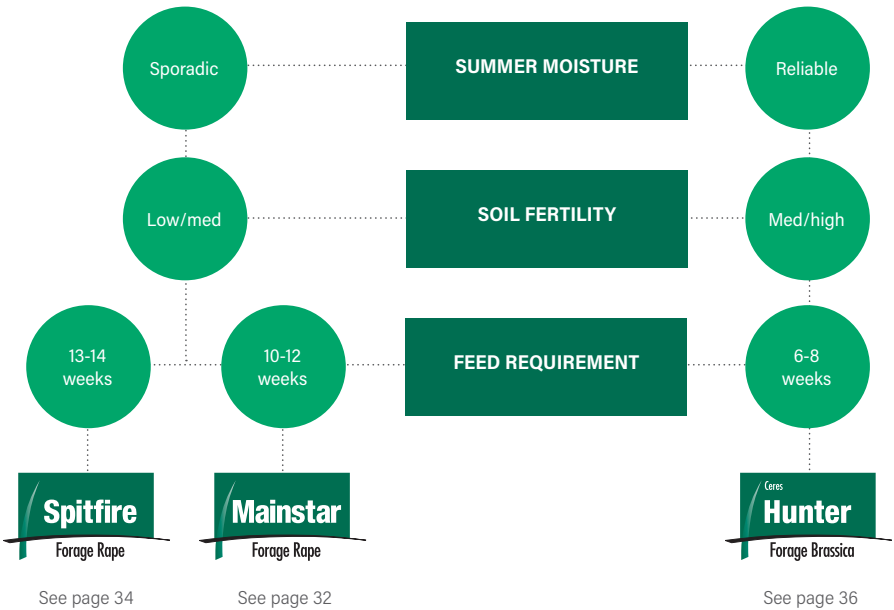 Sporadic
SUMMER MOISTURE
Reliable
Low/med
SOIL FERTILITY
Med/high
13-14
weeks
10-12
weeks
FEED REQUIREMENT
6-8
weeks
Spitfire
Forage Rape
Mainstar
Forage Rape
Ceres
Hunter
Forage Brassica
See page 34
See page 32
See page 36